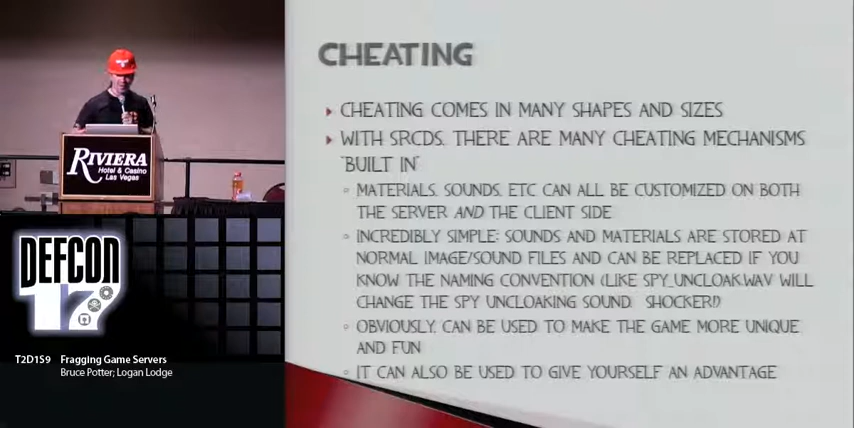 CHEATING
CHEATING COMES IN MANY SHAPES AND SIZES
WITH SRCDS, THERE ARE MANY CHEATING MECHANISMS
"BUILT IN"
MATERIALS, SOUNDS, ETC CAN ALL BE CUSTOMIZED ON BOTH
THE SERVER AND THE CLIENT SIDE
INCREDIBLY SIMPLE; SOUNDS AND MATERIALS ARE STORED AT
NORMAL IMAGE/SOUND FILES AND CAN BE REPLACED IF YOU
KNOW THE NAMING CONVENTION (LIKE SPY_UNCLOAK.WAV WILL
CHANGE THE SPY UNCLOAKING SOUND. SHOCKER!)
OBVIOUSLY, CAN BE USED TO MAKE THE GAME MORE UNIQUE
AND FUN
IT CAN ALSO BE USED TO GIVE YOURSELF AN ADVANTAGE
RIVIERA
Hotel & Casino
Las Vegas
DEFCON
17
T2D1S9 Fragging Game Servers
Bruce Potter; Logan Lodge